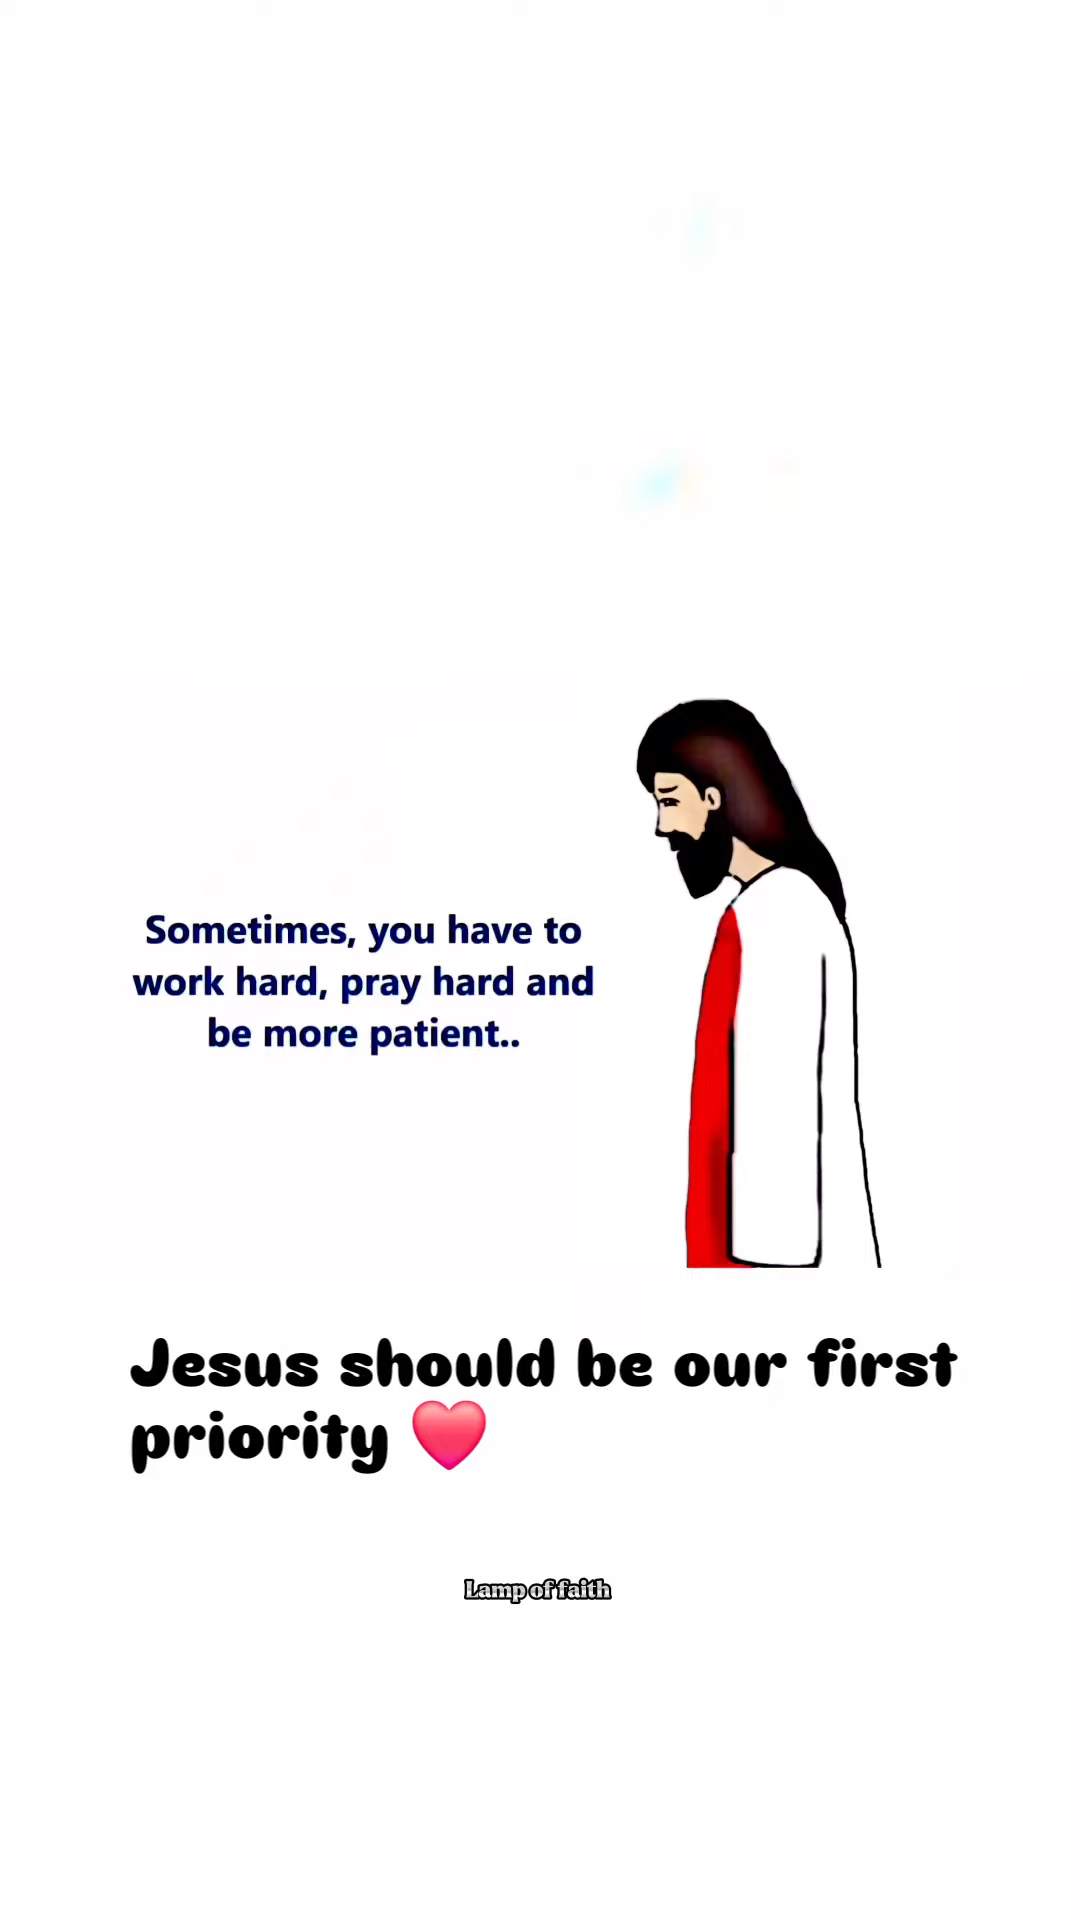 Sometimes, you have to
work hard, pray hard and
be more patient..
Jesus should be our first
priority ❤️
Lamp of faith